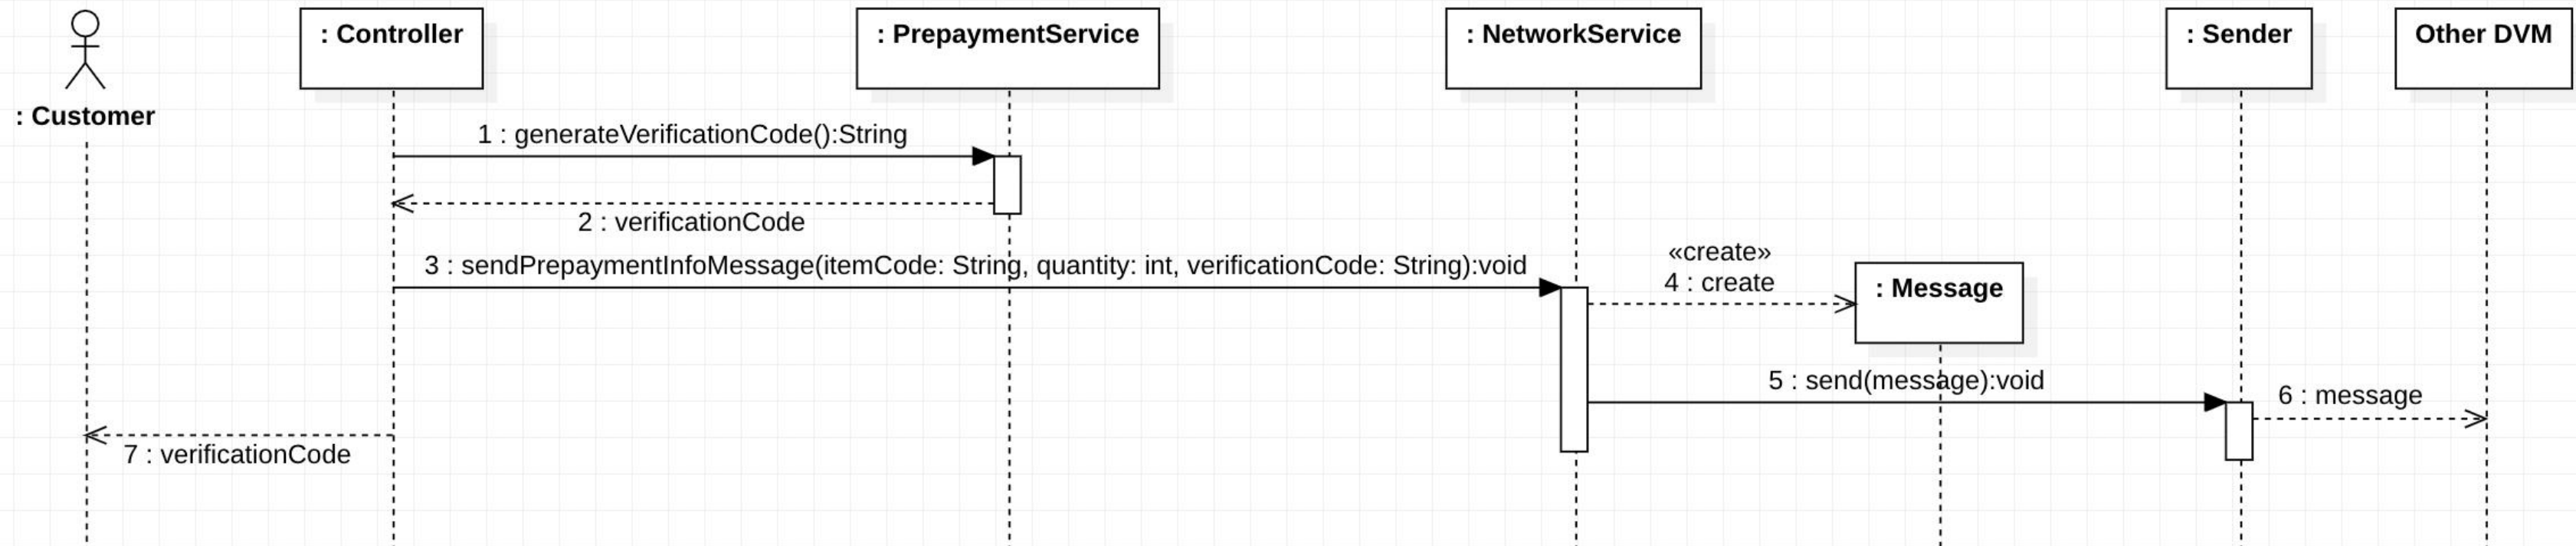 : Controller
: PrepaymentService
: NetworkService
: Sender
Other DVM
: Customer
1 : generateVerificationCode():String
2 : verificationCode
3 : sendPrepaymentInfoMessage(itemCode: String, quantity: int, verificationCode: String):void
«create»
4 : create
: Message
5 : send(message):void
6 : message
7 : verificationCode